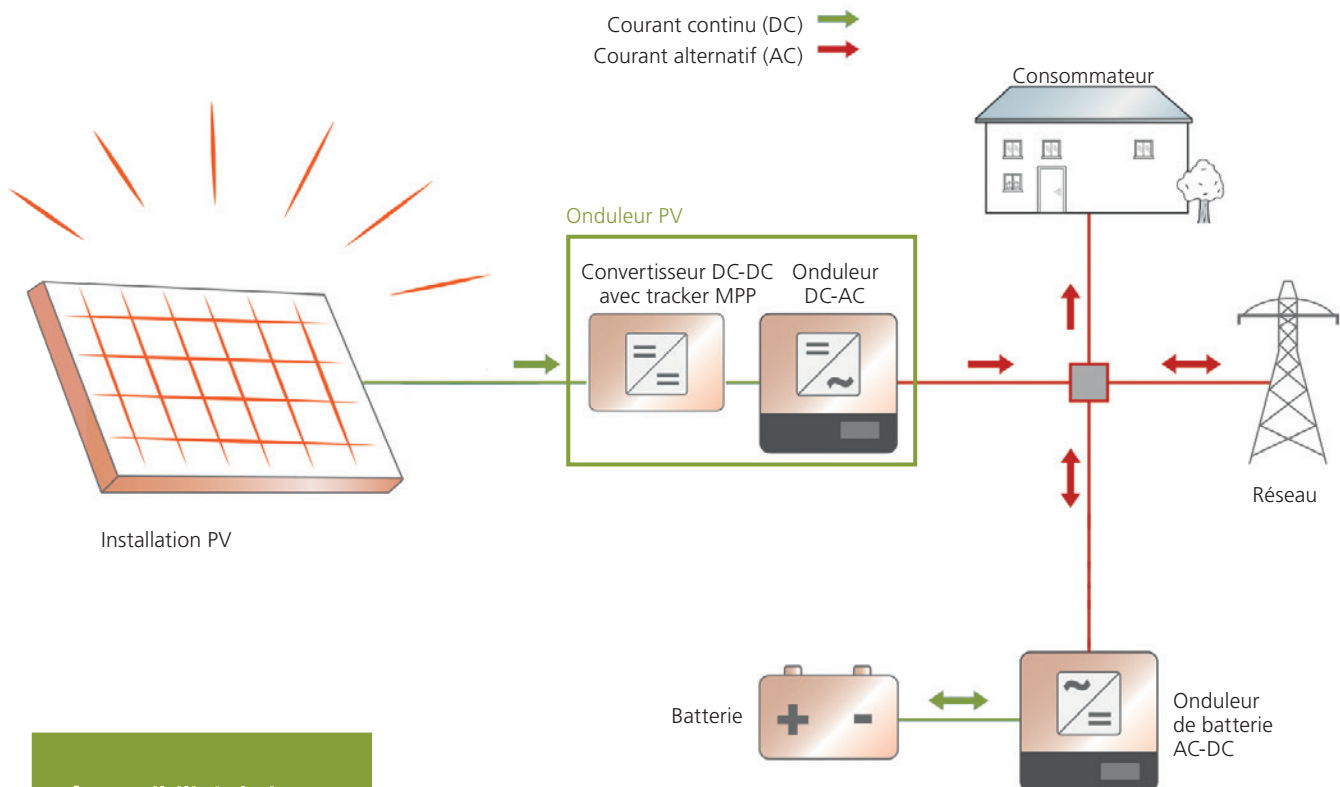 Courant continu (DC)
Courant alternatif (AC)
Consommateur
Onduleur PV
Convertisseur DC-DC
avec tracker MPP
Onduleur
DC-AC
Réseau
Installation PV
Batterie
Onduleur
de batterie
AC-DC